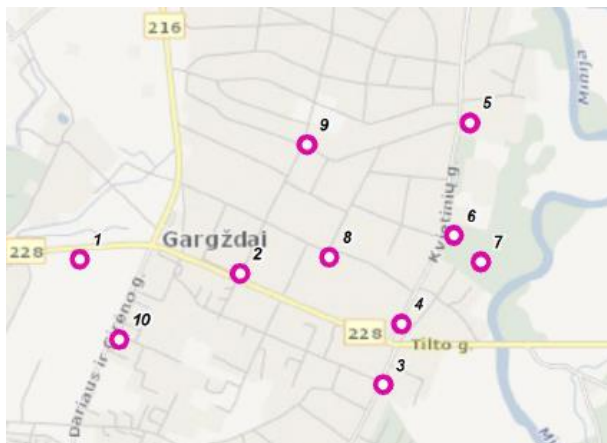 216
Minija
9
5
Kvietinių g.
6
1
228
Gargždai
2
8
7
Dariaus ir Girėno g.
10
4
228
Tilto g.
3